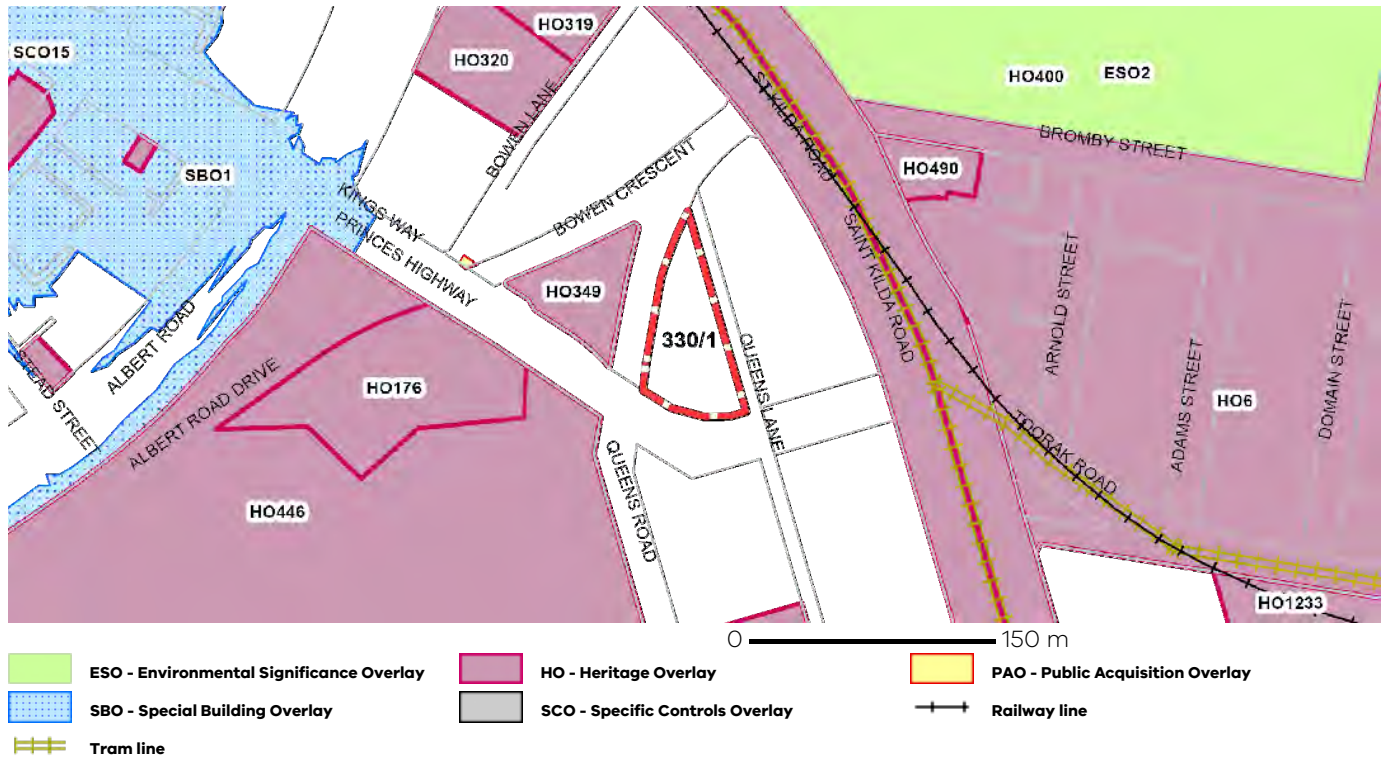 SCO15
HO319
HO320
HO400
ESO2
BOWEN LANE
ST KILDA ROAD
BROMBY STREET
SBO1
BOWEN CRESCENT
HO490
KINGS WAY
PRINCES HIGHWAY
SAINT KILDA ROAD
HO349
ARNOLD STREET
ALBERT ROAD
330/1
QUEENS LANE
ADAMS STREET
DOMAIN STREET
STEAD STREET
HO176
HO6
ALBERT ROAD DRIVE
TOORAK ROAD
QUEENS ROAD
HO446
HO1233
0 150 m
ESO - Environmental Significance Overlay
HO - Heritage Overlay
PAO - Public Acquisition Overlay
SBO - Special Building Overlay
SCO - Specific Controls Overlay
Railway line
Tram line